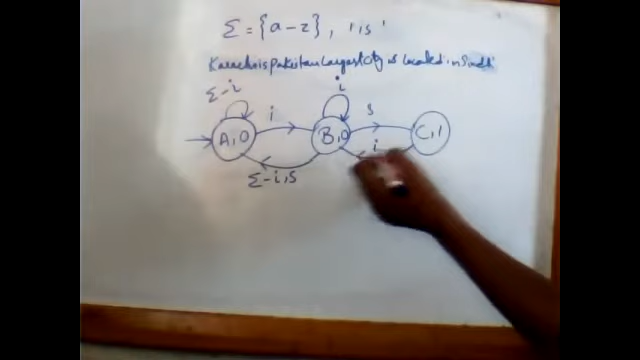 Σ = {a-z}, 'is'
Karachi is Pakistan Largest City is Located in Sindh
Σ-i
i
i
s
A,0
B,0
C,1
i
Σ-i,s